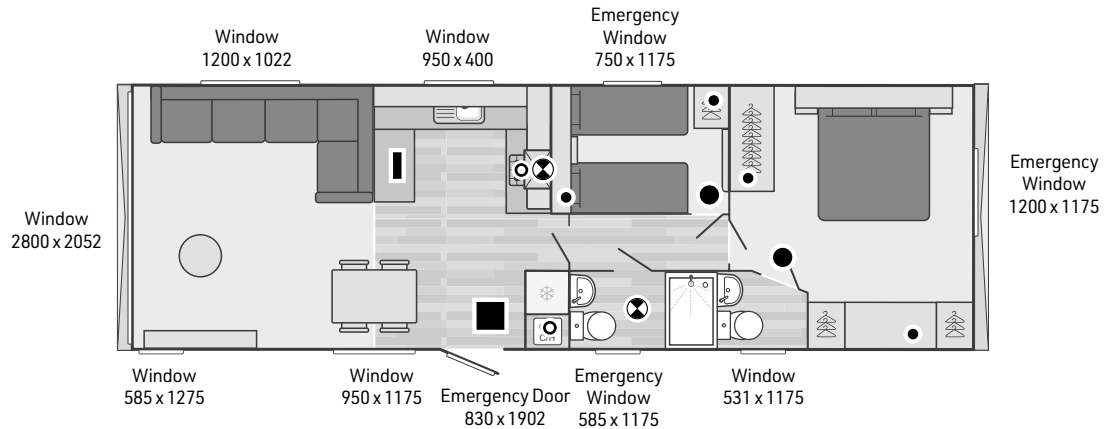 Window
1200 x 1022
Window
950 x 400
Emergency
Window
750 x 1175
Window
2800 x 2052
Emergency
Window
1200 x 1175
Window
585 x 1275
Window
950 x 1175
Emergency Door
830 x 1902
Emergency
Window
585 x 1175
Window
531 x 1175